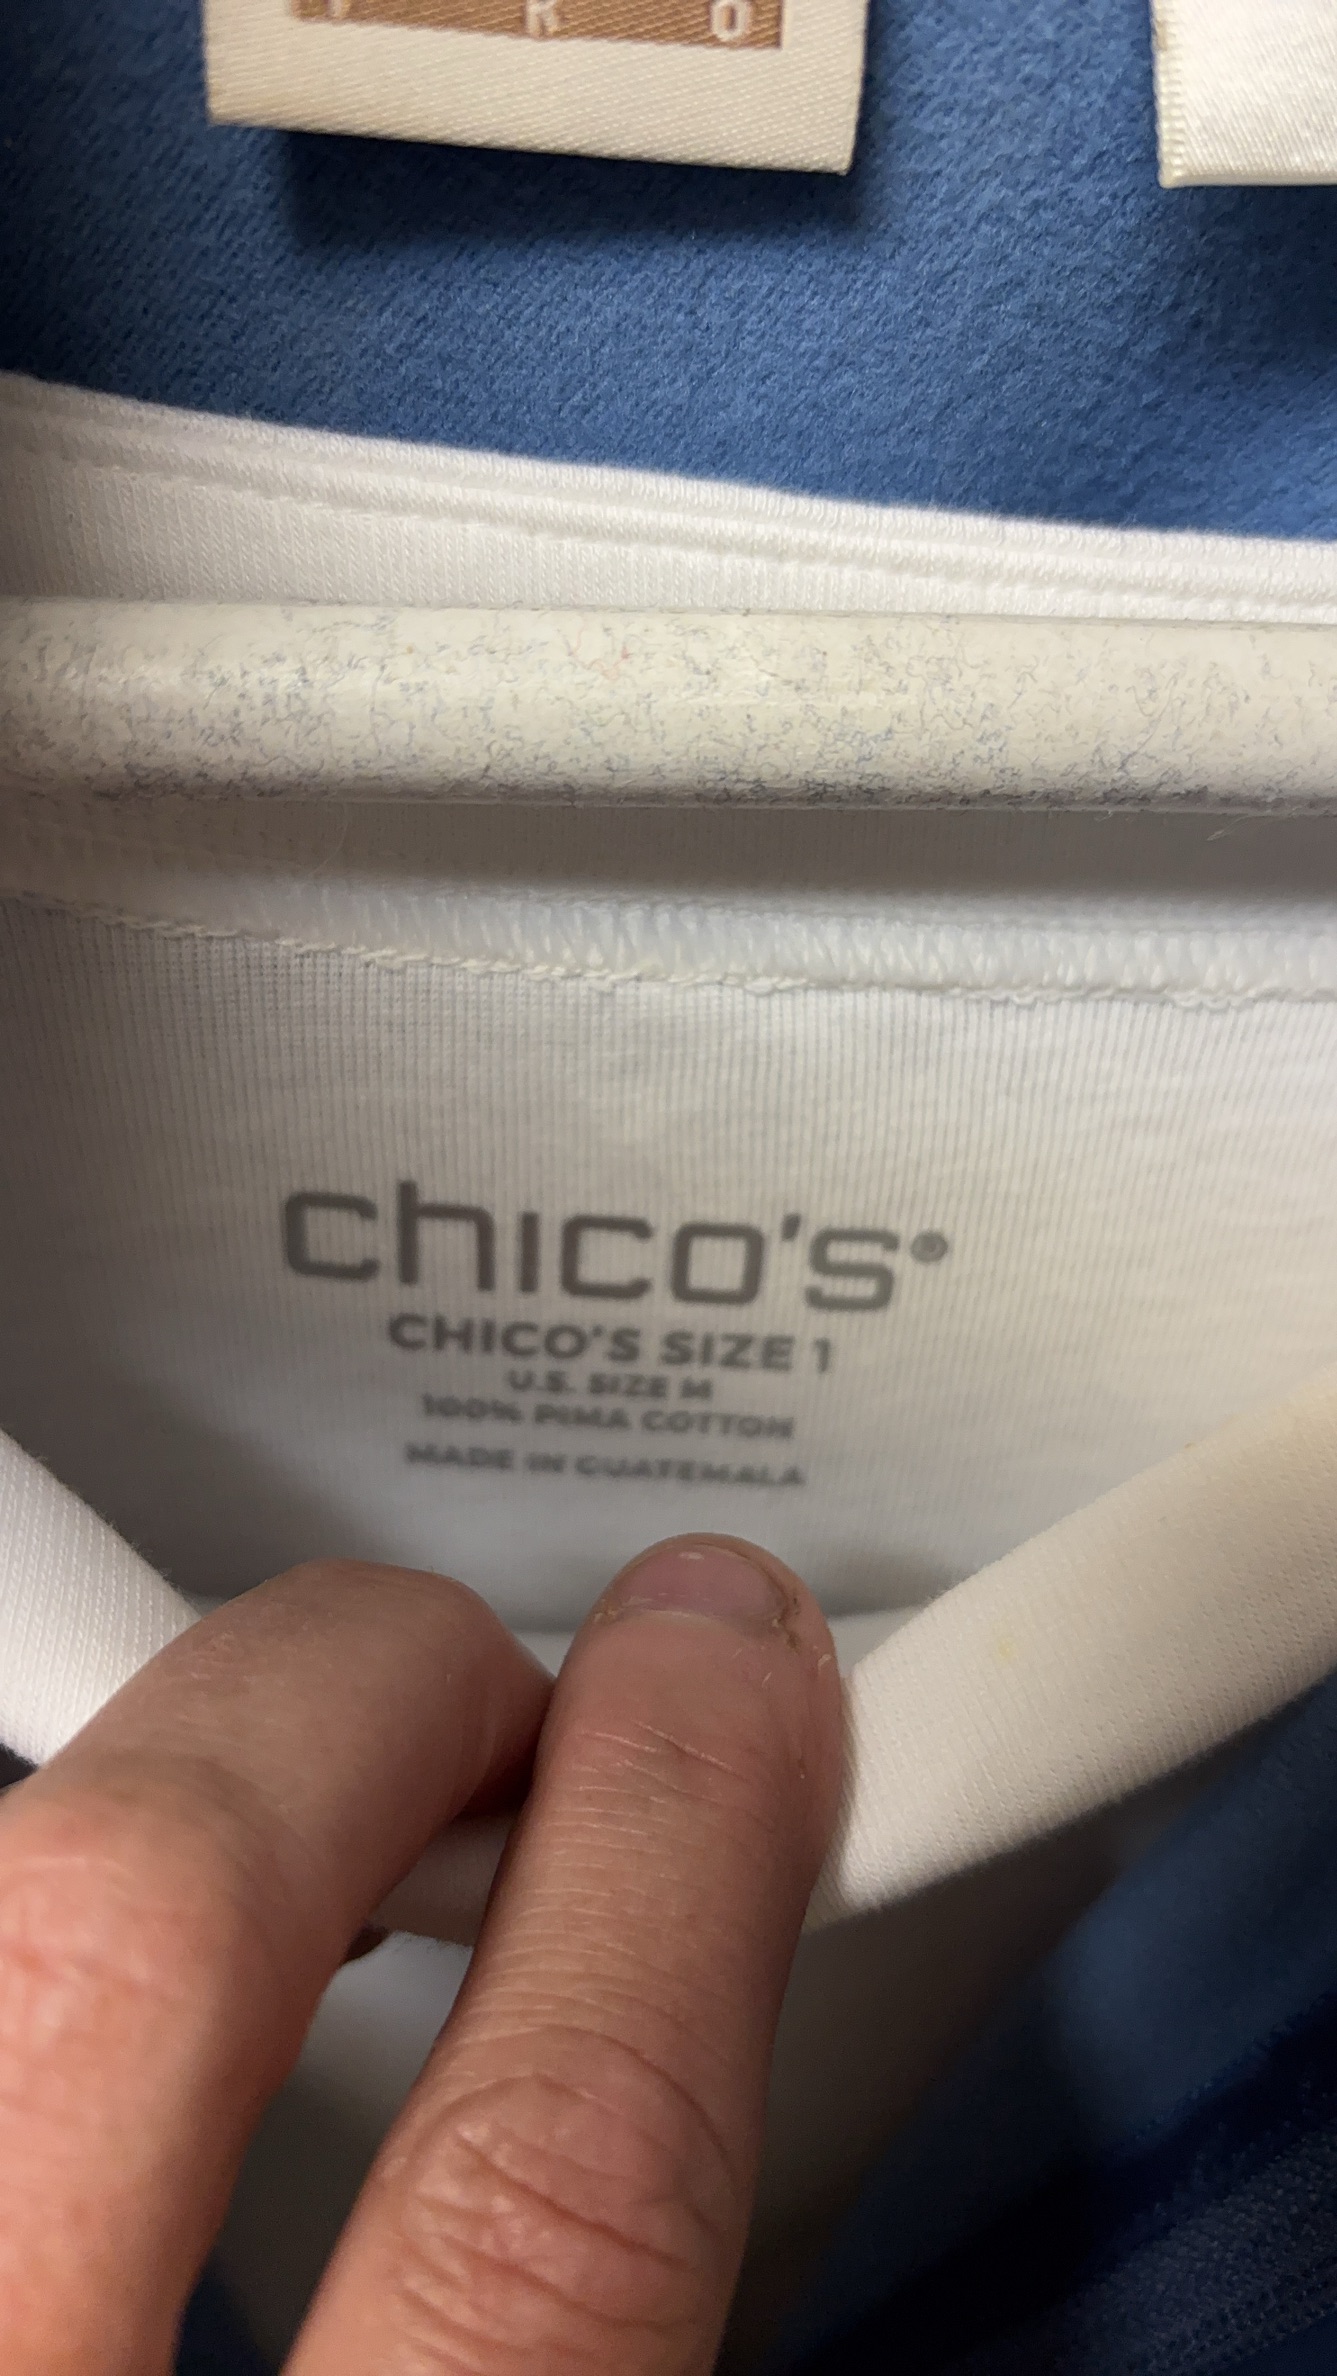 R O
chico's®
CHICO'S SIZE 1
U.S. SIZE M
100% PIMA COTTON
MADE IN GUATEMALA